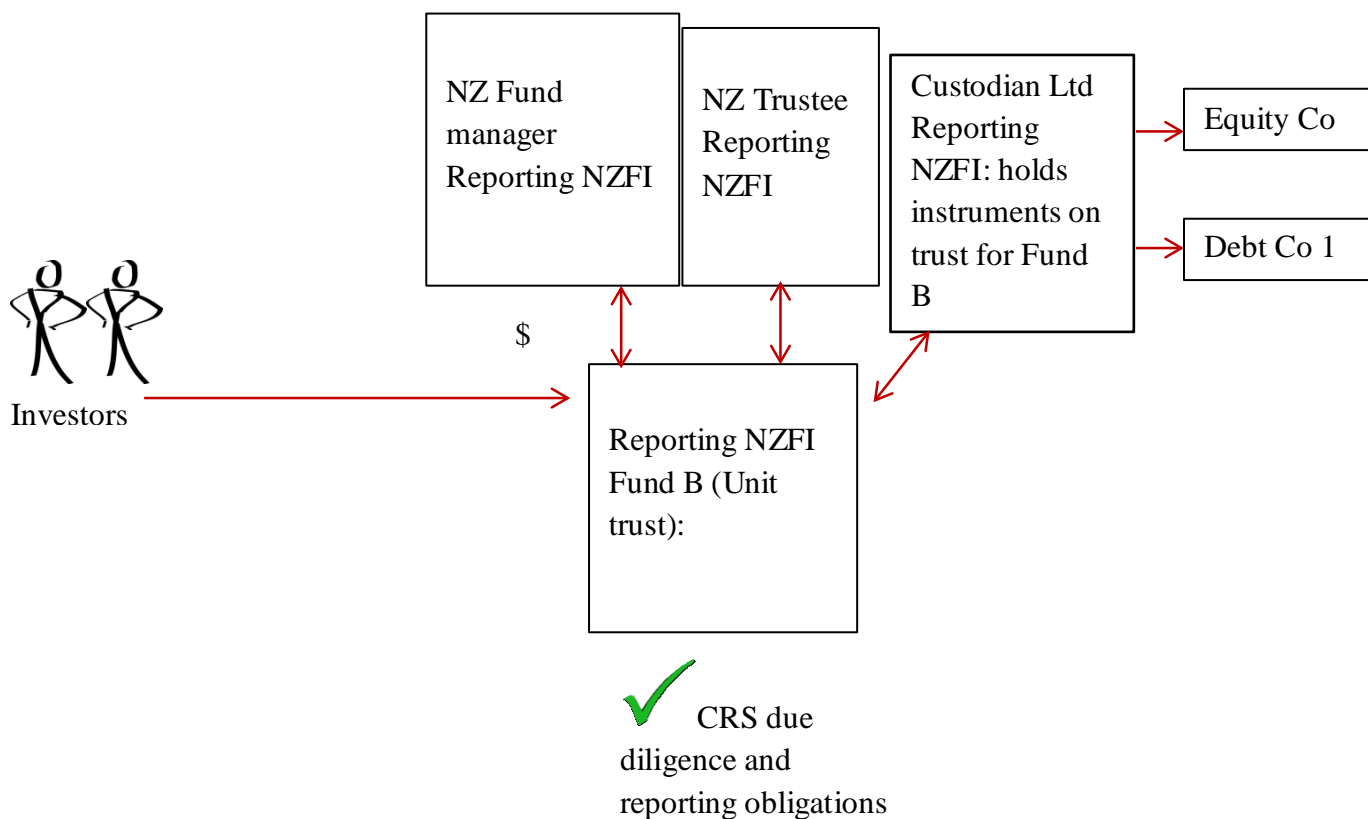 NZ Fund
manager
Reporting NZFI
NZ Trustee
Reporting
NZFI
Custodian Ltd
Reporting
NZFI: holds
instruments on
trust for Fund
B
Equity Co
Debt Co 1
Investors
$
Reporting NZFI
Fund B (Unit
trust):
CRS due
diligence and
reporting obligations